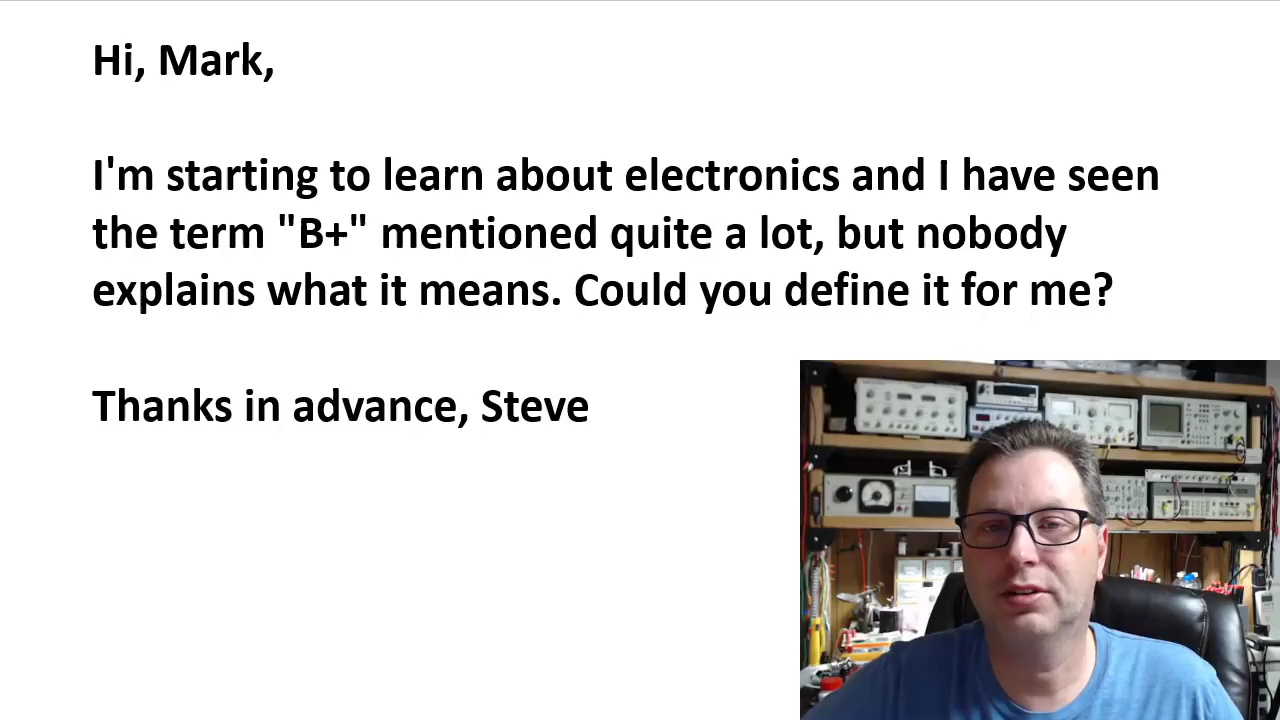 Hi, Mark,
I'm starting to learn about electronics and I have seen
the term "B+" mentioned quite a lot, but nobody
explains what it means. Could you define it for me?
Thanks in advance, Steve